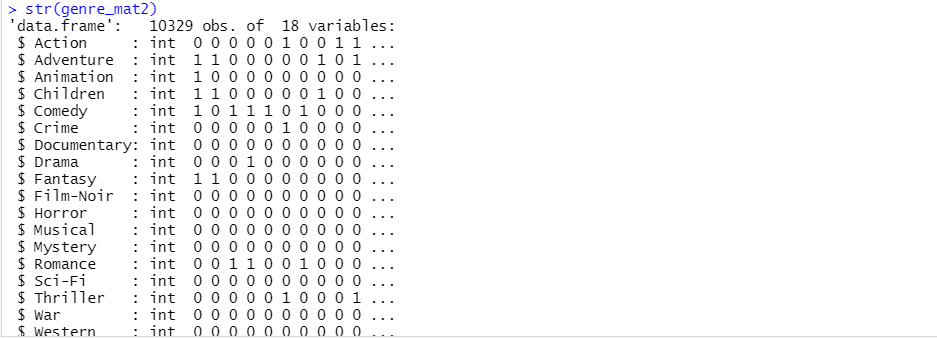 > str(genre_mat2)
'data.frame':   10329 obs. of  18 variables:
 $ Action     : int  0 0 0 0 0 1 0 0 1 1 ...
 $ Adventure  : int  1 1 0 0 0 0 0 1 0 1 ...
 $ Animation  : int  1 0 0 0 0 0 0 0 0 0 ...
 $ Children   : int  1 1 0 0 0 0 0 1 0 0 ...
 $ Comedy     : int  1 0 1 1 1 0 1 0 0 0 ...
 $ Crime      : int  0 0 0 0 0 1 0 0 0 0 ...
 $ Documentary: int  0 0 0 0 0 0 0 0 0 0 ...
 $ Drama      : int  0 0 0 1 0 0 0 0 0 0 ...
 $ Fantasy    : int  1 1 0 0 0 0 0 0 0 0 ...
 $ Film-Noir  : int  0 0 0 0 0 0 0 0 0 0 ...
 $ Horror     : int  0 0 0 0 0 0 0 0 0 0 ...
 $ Musical    : int  0 0 0 0 0 0 0 0 0 0 ...
 $ Mystery    : int  0 0 0 0 0 0 0 0 0 0 ...
 $ Romance    : int  0 0 1 1 0 0 1 0 0 0 ...
 $ Sci-Fi     : int  0 0 0 0 0 0 0 0 0 0 ...
 $ Thriller   : int  0 0 0 0 0 1 0 0 0 1 ...
 $ War        : int  0 0 0 0 0 0 0 0 0 0 ...
 $ Western    : int  0 0 0 0 0 0 0 0 0 0 ...